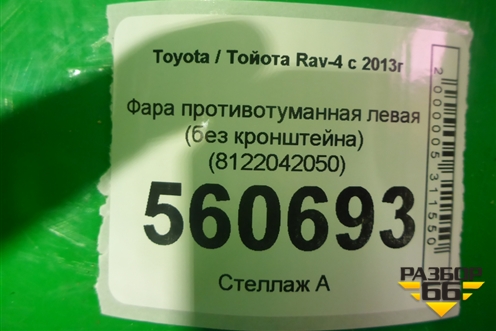 Toyota / Тойота Rav-4 с 2013г
Фара противотуманная левая
(без кронштейна)
(8122042050)
560693
Стеллаж А
2000005311550
РАЗБОР
66